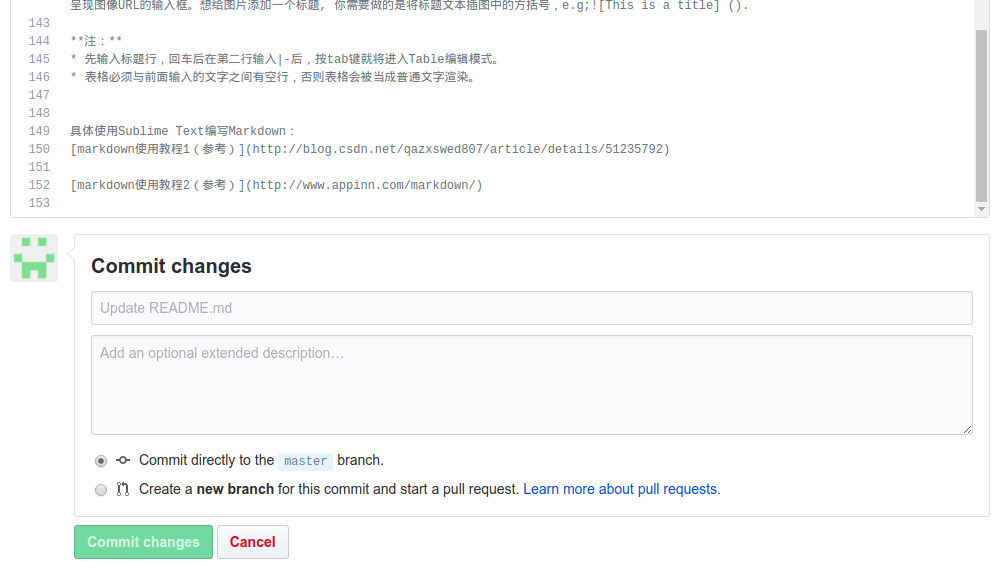 呈现图像URL的输入框。想给图片添加一个标题, 你需要做的是将标题文本插图中的方括号，e.g;![This is a title] ().
143
144 **注：**
145 * 先输入标题行，回车后在第二行输入|-后，按tab键就将进入Table编辑模式。
146 * 表格必须与前面输入的文字之间有空行，否则表格会被当成普通文字渲染。
147
148
149 具体使用Sublime Text编写Markdown：
150 [markdown使用教程1（参考）](http://blog.csdn.net/qazxswed807/article/details/51235792)
151
152 [markdown使用教程2（参考）](http://www.appinn.com/markdown/)
153
Commit changes
Update README.md
Add an optional extended description…
Commit directly to the master branch.
Create a new branch for this commit and start a pull request. Learn more about pull requests.
Commit changes Cancel